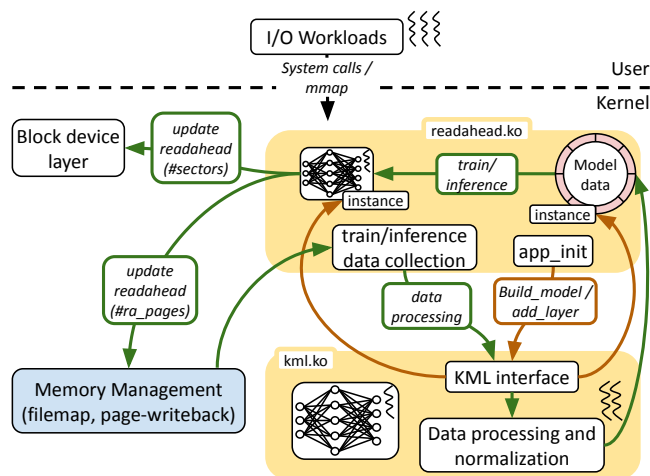 I/O Workloads
System calls /
mmap
User
Kernel
Block device
layer
update
readahead
(#sectors)
readahead.ko
train/
inference
Model
data
instance
instance
train/inference
data collection
app_init
update
readahead
(#ra_pages)
data
processing
Build_model /
add_layer
kml.ko
KML interface
Memory Management
(filemap, page-writeback)
Data processing and
normalization